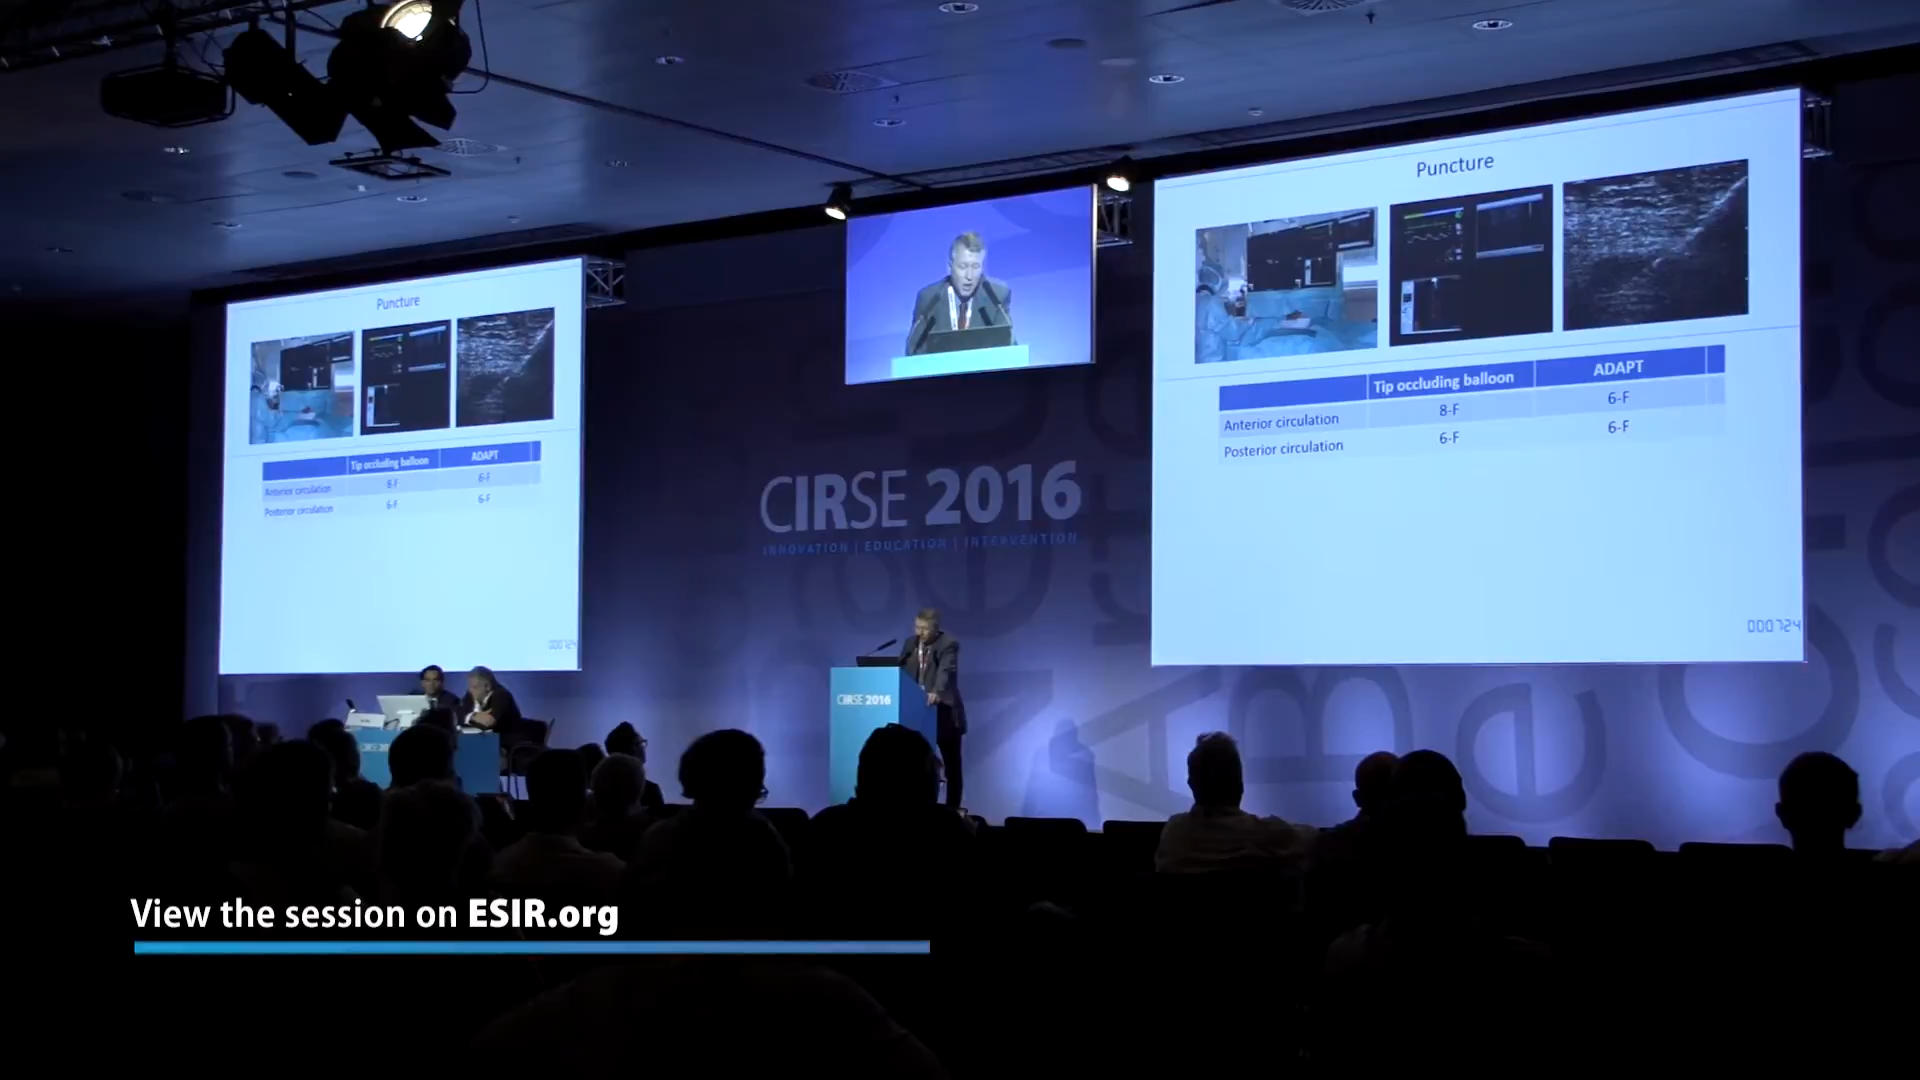 Puncture
Tip occluding balloon ADAPT
Anterior circulation 8-F 6-F
Posterior circulation 6-F 6-F
000724
Puncture
Tip occluding balloon ADAPT
Anterior circulation 8-F 6-F
Posterior circulation 6-F 6-F
000724
CIRSE 2016
INNOVATION | EDUCATION | INTERVENTION
CIRSE 2016
View the session on ESIR.org